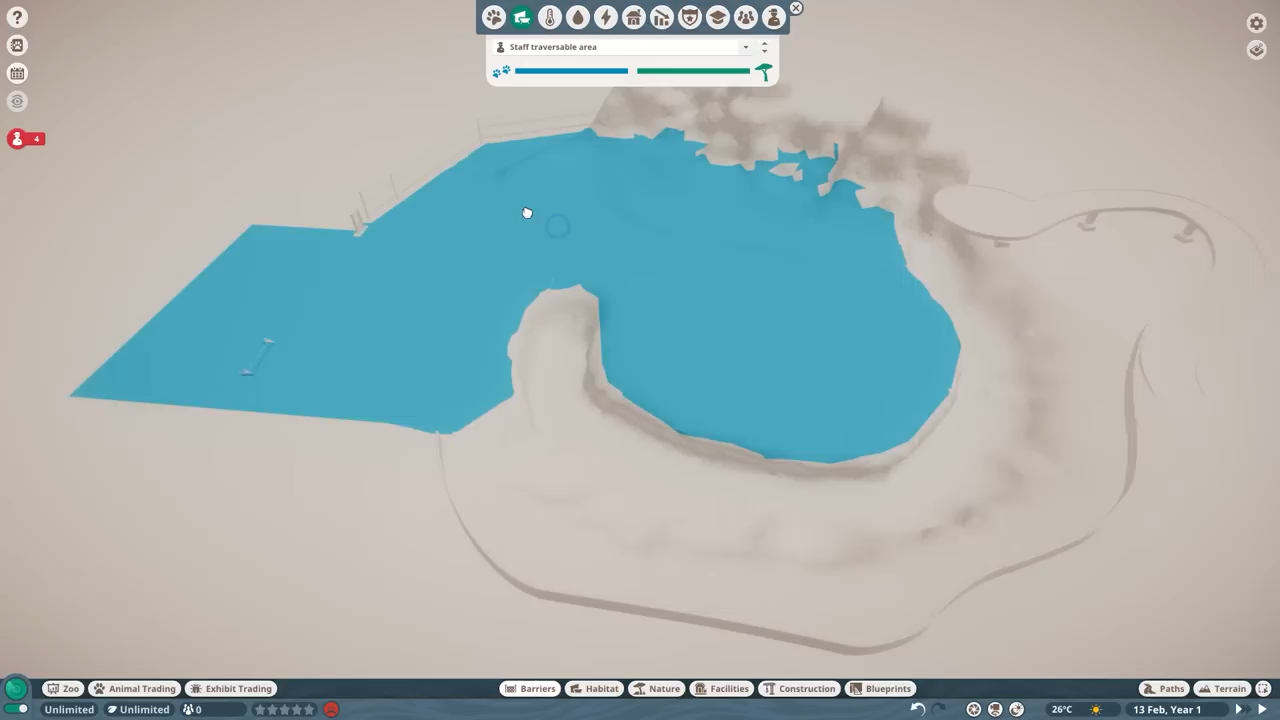 ?
Staff traversable area
4
Zoo
Animal Trading
Exhibit Trading
Barriers
Habitat
Nature
Facilities
Construction
Blueprints
Paths
Terrain
Unlimited
Unlimited
0
26°C
13 Feb, Year 1